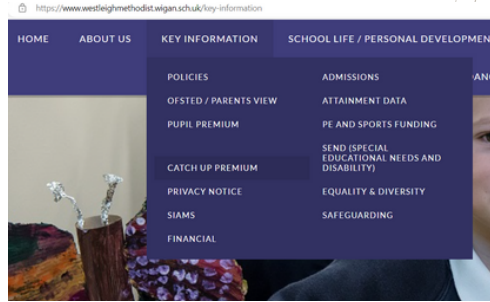 https://www.westleighmethodist.wigan.sch.uk/key-information
HOME ABOUT US KEY INFORMATION SCHOOL LIFE / PERSONAL DEVELOPMEN
POLICIES
OFSTED / PARENTS VIEW
PUPIL PREMIUM
CATCH UP PREMIUM
PRIVACY NOTICE
SIAMS
FINANCIAL
ADMISSIONS
ATTAINMENT DATA
PE AND SPORTS FUNDING
SEND (SPECIAL
EDUCATIONAL NEEDS AND
DISABILITY)
EQUALITY & DIVERSITY
SAFEGUARDING